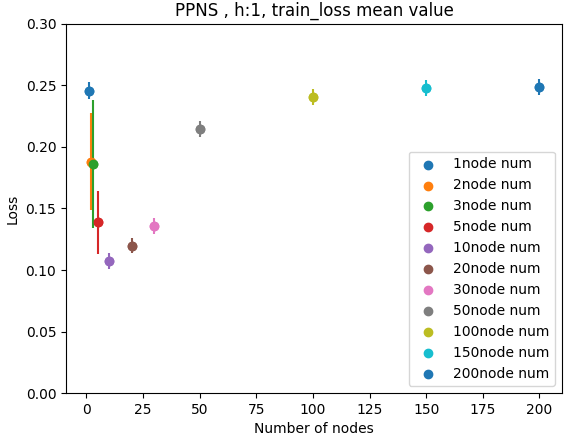 PPNS , h:1, train_loss mean value
0.30
0.25
0.20
0.15
0.10
0.05
0.00
Loss
0
25
50
75
100
125
150
175
200
Number of nodes
1node num
2node num
3node num
5node num
10node num
20node num
30node num
50node num
100node num
150node num
200node num